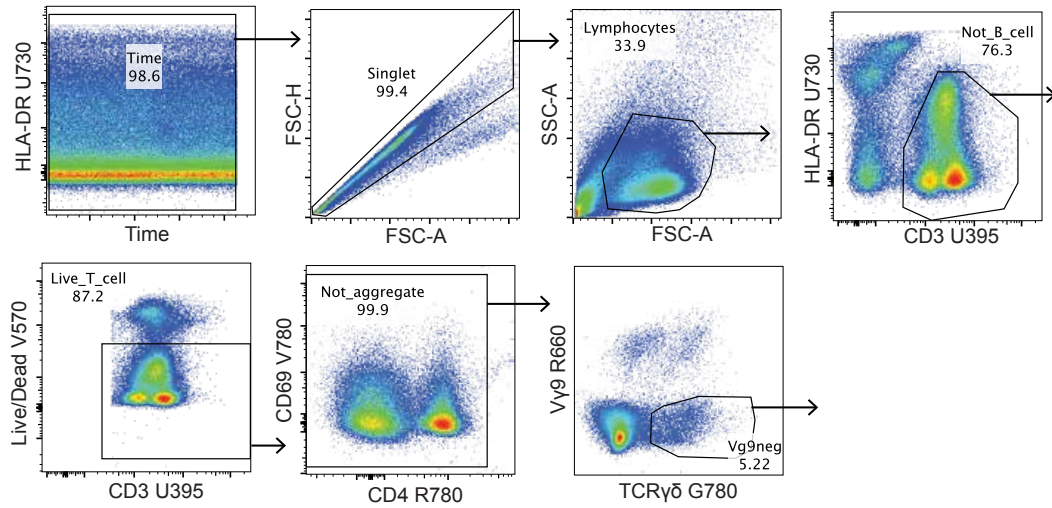 HLA-DR U730
Time
98.6
Time
FSC-H
Singlet
99.4
FSC-A
SSC-A
Lymphocytes
33.9
FSC-A
HLA-DR U730
Not_B_cell
76.3
CD3 U395
Live/Dead V570
Live_T_cell
87.2
CD3 U395
CD69 V780
Not_aggregate
99.9
CD4 R780
Vγ9 R660
Vg9neg
5.22
TCRγδ G780